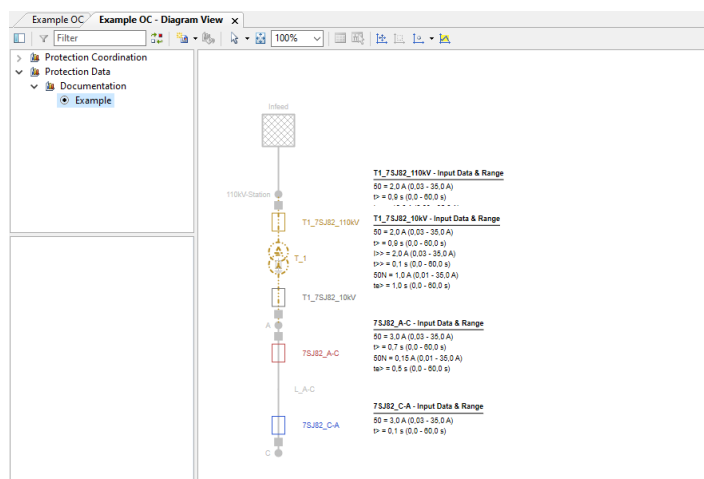 Example OC
Example OC - Diagram View x
Filter
100%
Protection Coordination
Protection Data
Documentation
Example
Infeed
110kV-Station
T1_7SJ82_110kV
T_1
T1_7SJ82_10kV
A
7SJ82_A-C
L_A-C
7SJ82_C-A
C
T1_7SJ82_110kV - Input Data & Range
50 = 2,0 A (0,03 - 35,0 A)
t> = 0,9 s (0,0 - 60,0 s)
T1_7SJ82_10kV - Input Data & Range
50 = 2,0 A (0,03 - 35,0 A)
t> = 0,9 s (0,0 - 60,0 s)
I>> = 2,0 A (0,03 - 35,0 A)
t>> = 0,1 s (0,0 - 60,0 s)
50N = 1,0 A (0,01 - 35,0 A)
te> = 1,0 s (0,0 - 60,0 s)
7SJ82_A-C - Input Data & Range
50 = 3,0 A (0,03 - 35,0 A)
t> = 0,7 s (0,0 - 60,0 s)
50N = 0,15 A (0,01 - 35,0 A)
te> = 0,5 s (0,0 - 60,0 s)
7SJ82_C-A - Input Data & Range
50 = 3,0 A (0,03 - 35,0 A)
t> = 0,1 s (0,0 - 60,0 s)